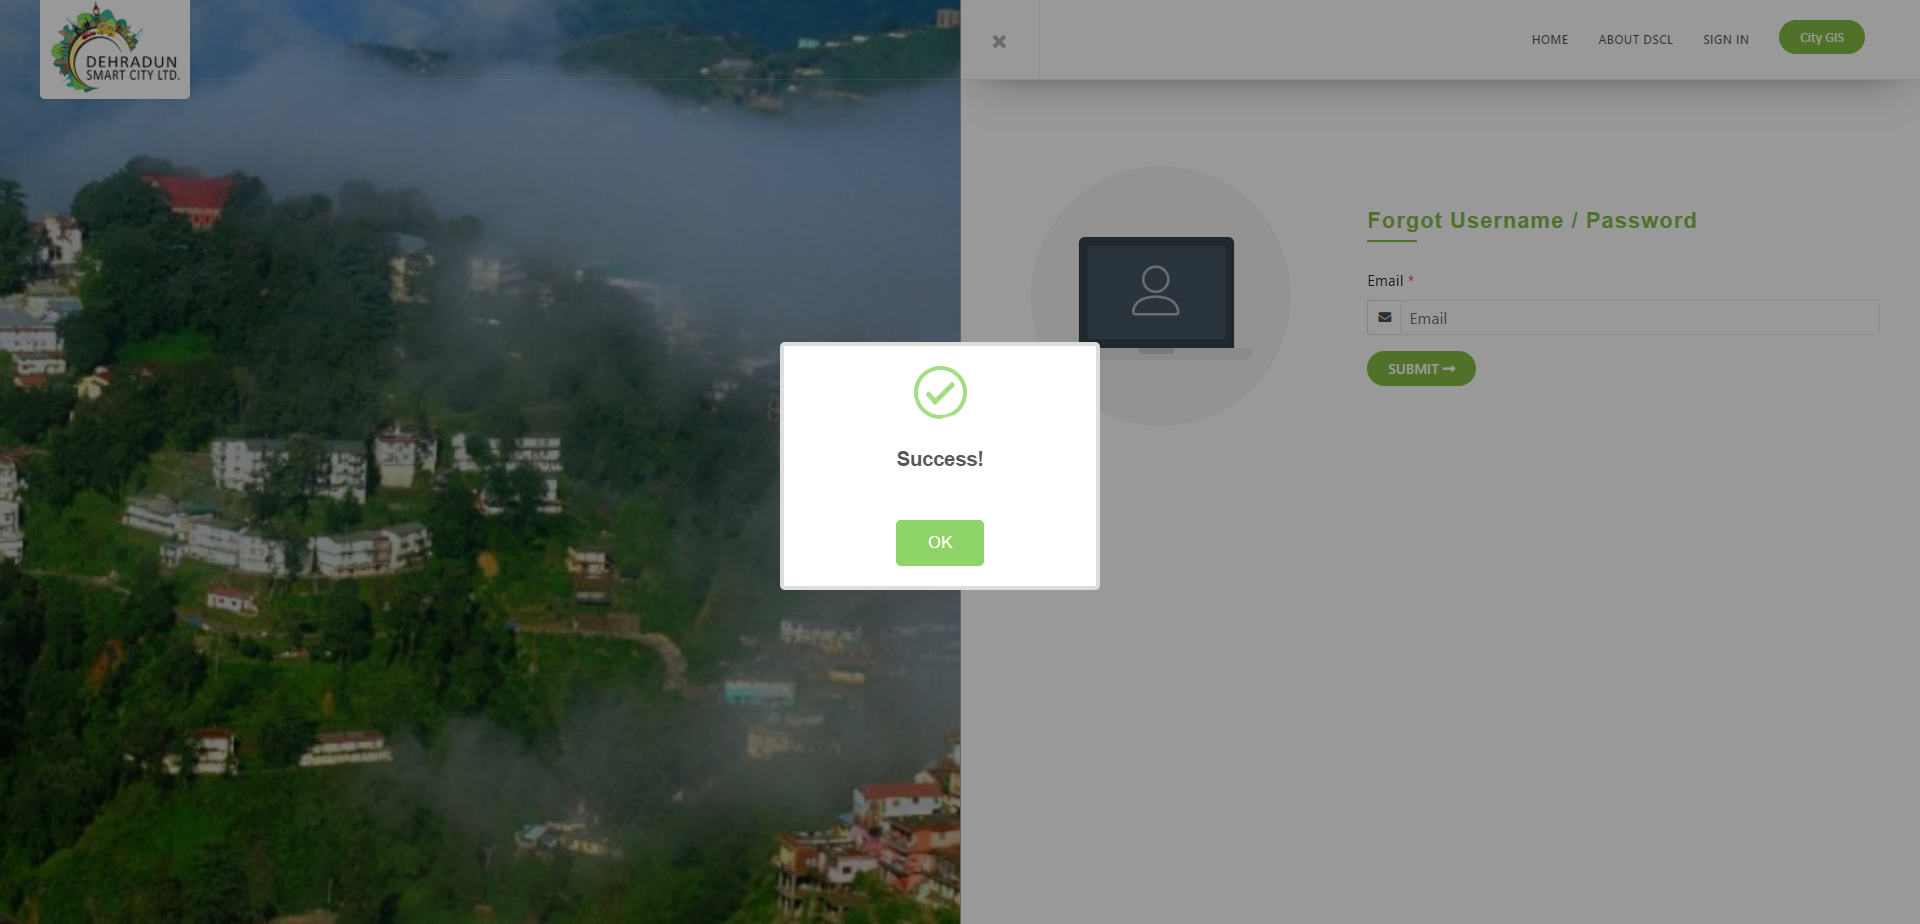 DEHRADUN
SMART CITY LTD.
HOME
ABOUT DSCL
SIGN IN
City GIS
Forgot Username / Password
Email *
Email
SUBMIT
Success!
OK